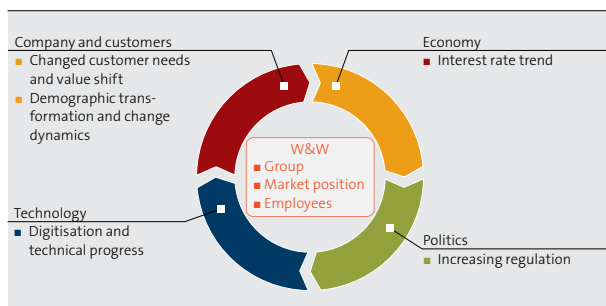 Company and customers
Changed customer needs
and value shift
Demographic trans-
formation and change
dynamics
Economy
Interest rate trend
W&W
Group
Market position
Employees
Technology
Digitisation and
technical progress
Politics
Increasing regulation